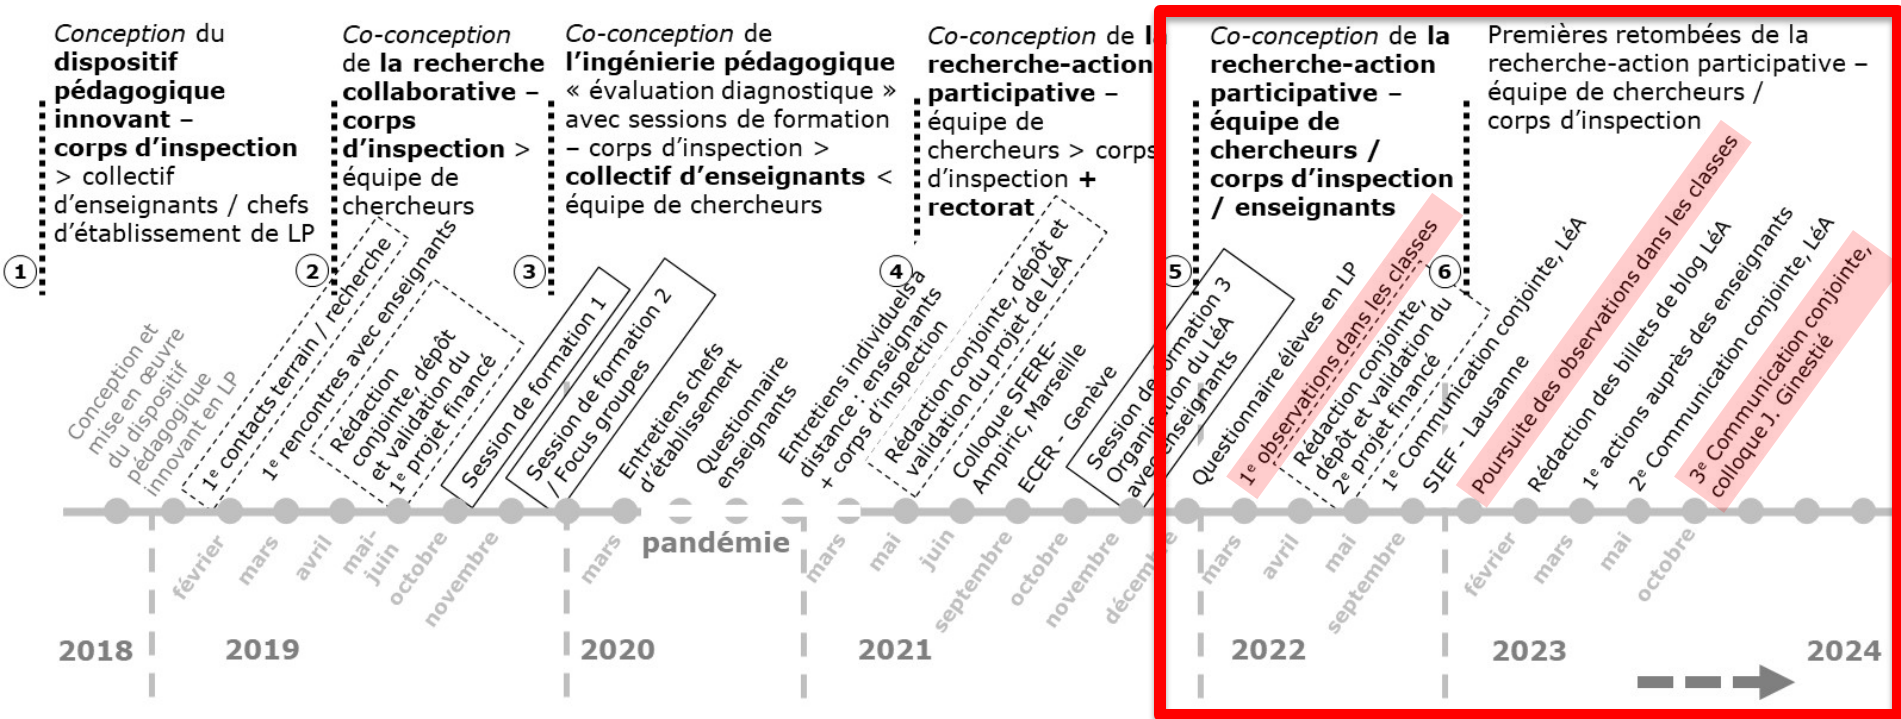 Conception du
dispositif
pédagogique
innovant –
corps d’inspection
> collectif
d’enseignants / chefs
d’établissement de LP
Co-conception
de la recherche
collaborative –
corps
d’inspection >
équipe de
chercheurs
Co-conception de
l’ingénierie pédagogique
« évaluation diagnostique »
avec sessions de formation
– corps d’inspection >
collectif d’enseignants <
équipe de chercheurs
Co-conception de la
recherche-action
participative –
équipe de
chercheurs > corps
d’inspection +
rectorat
Co-conception de la
recherche-action
participative –
équipe de
chercheurs /
corps d’inspection
/ enseignants
Premières retombées de la
recherche-action participative –
équipe de chercheurs /
corps d’inspection
1
2
3
4
5
6
Conception et
mise en œuvre
du dispositif
pédagogique
innovant en LP
1e contacts terrain / recherche
1e rencontres avec enseignants
Rédaction
conjointe, dépôt
et validation du
1e projet financé
Session de formation 1
Session de formation 2
/ Focus groupes
Entretiens chefs
d’établissement
Questionnaire
enseignants
Entretiens individuels à
distance : enseignants
+ corps d’inspection
Rédaction conjointe, dépôt et
validation du projet de LéA
Colloque SFERE-
Ampiric, Marseille
ECER - Genève
Session de formation 3
Organisation du LéA
avec enseignants
Questionnaire élèves en LP
1e observations dans les classes
Rédaction conjointe,
dépôt et validation du
2e projet financé
1e Communication conjointe, LéA
SIEF - Lausanne
Poursuite des observations dans les classes
Rédaction des billets de blog LéA
1e actions auprès des enseignants
2e Communication conjointe, LéA
3e Communication conjointe,
colloque J. Ginestié
février
mars
avril
mai-
juin
octobre
novembre
mars
pandémie
mars
mai
juin
septembre
octobre
novembre
décembre
mars
avril
mai
septembre
février
mars
mai
octobre
2018
2019
2020
2021
2022
2023
2024